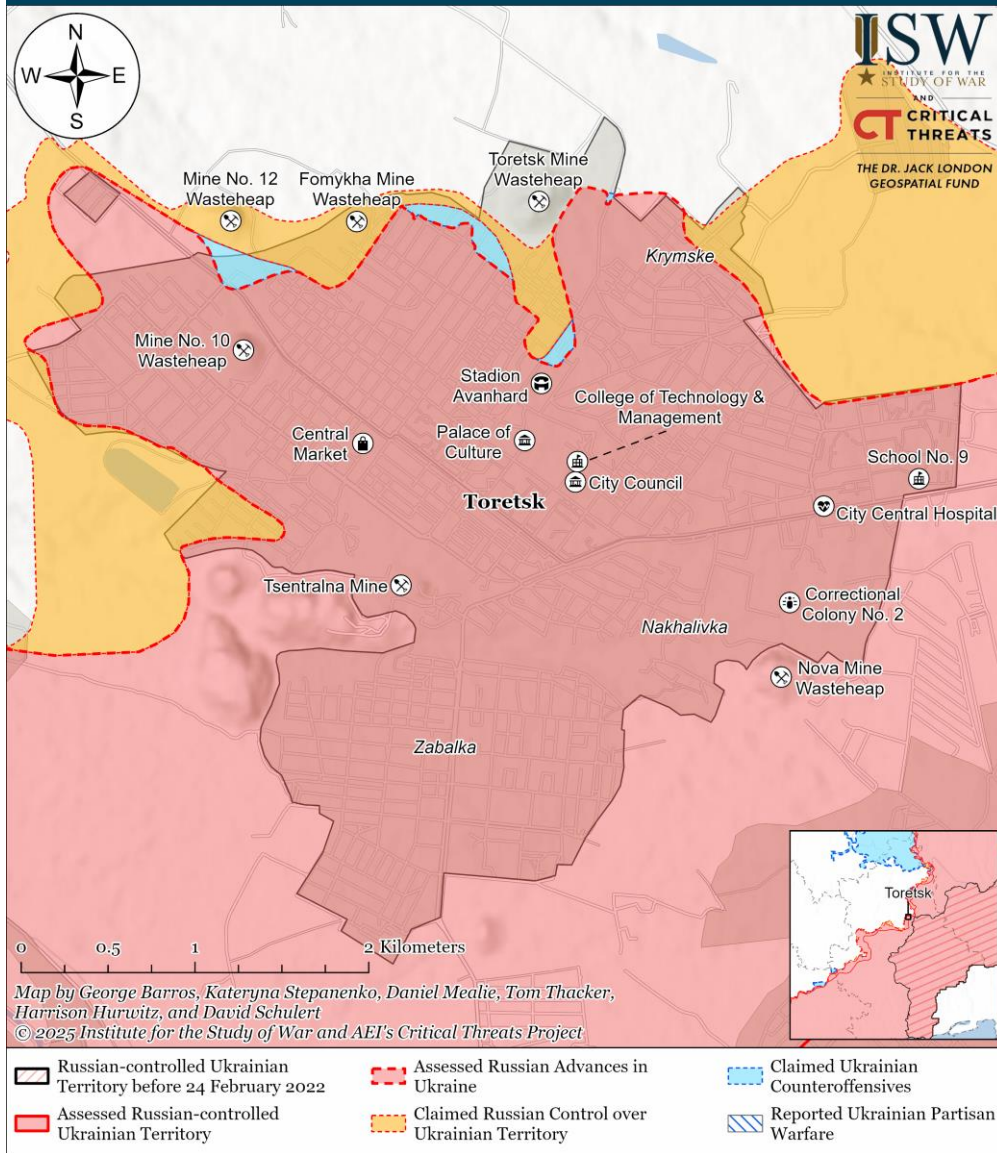 N
W E
S
ISW
INSTITUTE FOR THE
STUDY OF WAR
AND
CT CRITICAL
THREATS
THE DR. JACK LONDON
GEOSPATIAL FUND
Mine No. 12
Wasteheap
Fomykha Mine
Wasteheap
Toretsk Mine
Wasteheap
Krymske
Mine No. 10
Wasteheap
Stadion
Avanhard
College of Technology &
Management
Central
Market
Palace of
Culture
City Council
School No. 9
Toretsk
City Central Hospital
Tsentralna Mine
Correctional
Colony No. 2
Nakhalivka
Nova Mine
Wasteheap
Zabalka
Toretsk
0 0.5 1 2 Kilometers
Map by George Barros, Kateryna Stepanenko, Daniel Mealie, Tom Thacker,
Harrison Hurwitz, and David Schulert
© 2025 Institute for the Study of War and AEI's Critical Threats Project
Russian-controlled Ukrainian
Territory before 24 February 2022
Assessed Russian-controlled
Ukrainian Territory
Assessed Russian Advances in
Ukraine
Claimed Russian Control over
Ukrainian Territory
Claimed Ukrainian
Counteroffensives
Reported Ukrainian Partisan
Warfare